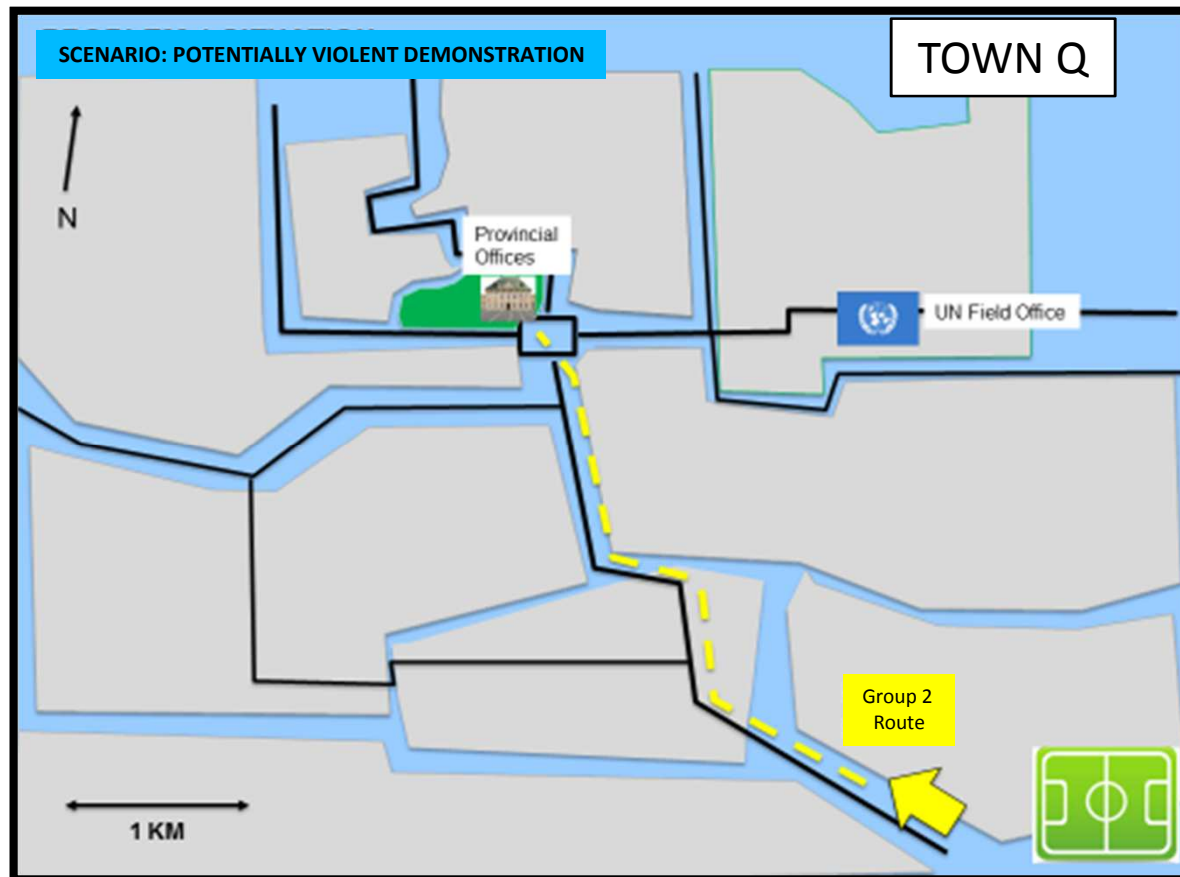 SCENARIO: POTENTIALLY VIOLENT DEMONSTRATION
TOWN Q
N
Provincial
Offices
UN Field Office
Group 2
Route
1 KM